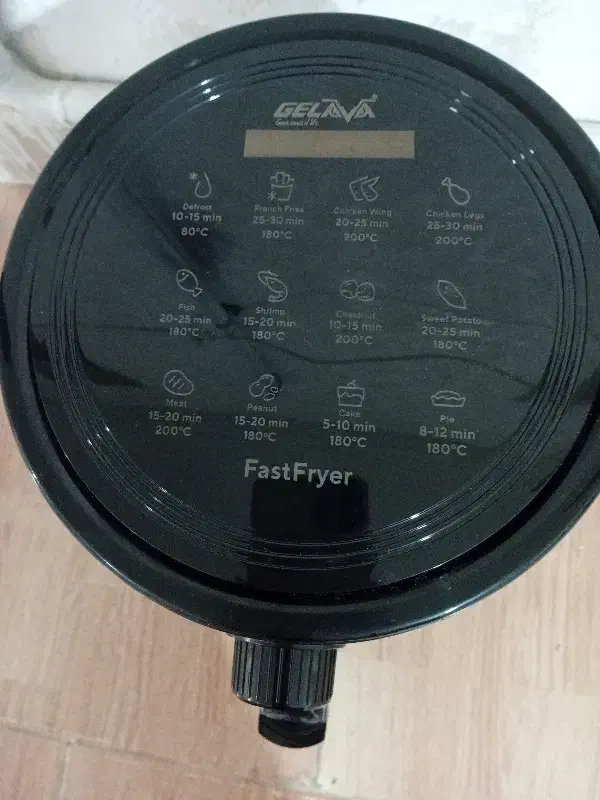 GELAVA
Defrost French Fries Chicken Wing Chicken Legs
10-15 min 25-30 min 20-25 min 25-30 min
80°C 180°C 200°C 200°C
Fish Shrimp Chestnut Sweet Potato
20-25 min 15-20 min 10-15 min 20-25 min
180°C 180°C 200°C 180°C
Meat Peanut Cake Pie
15-20 min 15-20 min 5-10 min 8-12 min
200°C 180°C 180°C 180°C
FastFryer